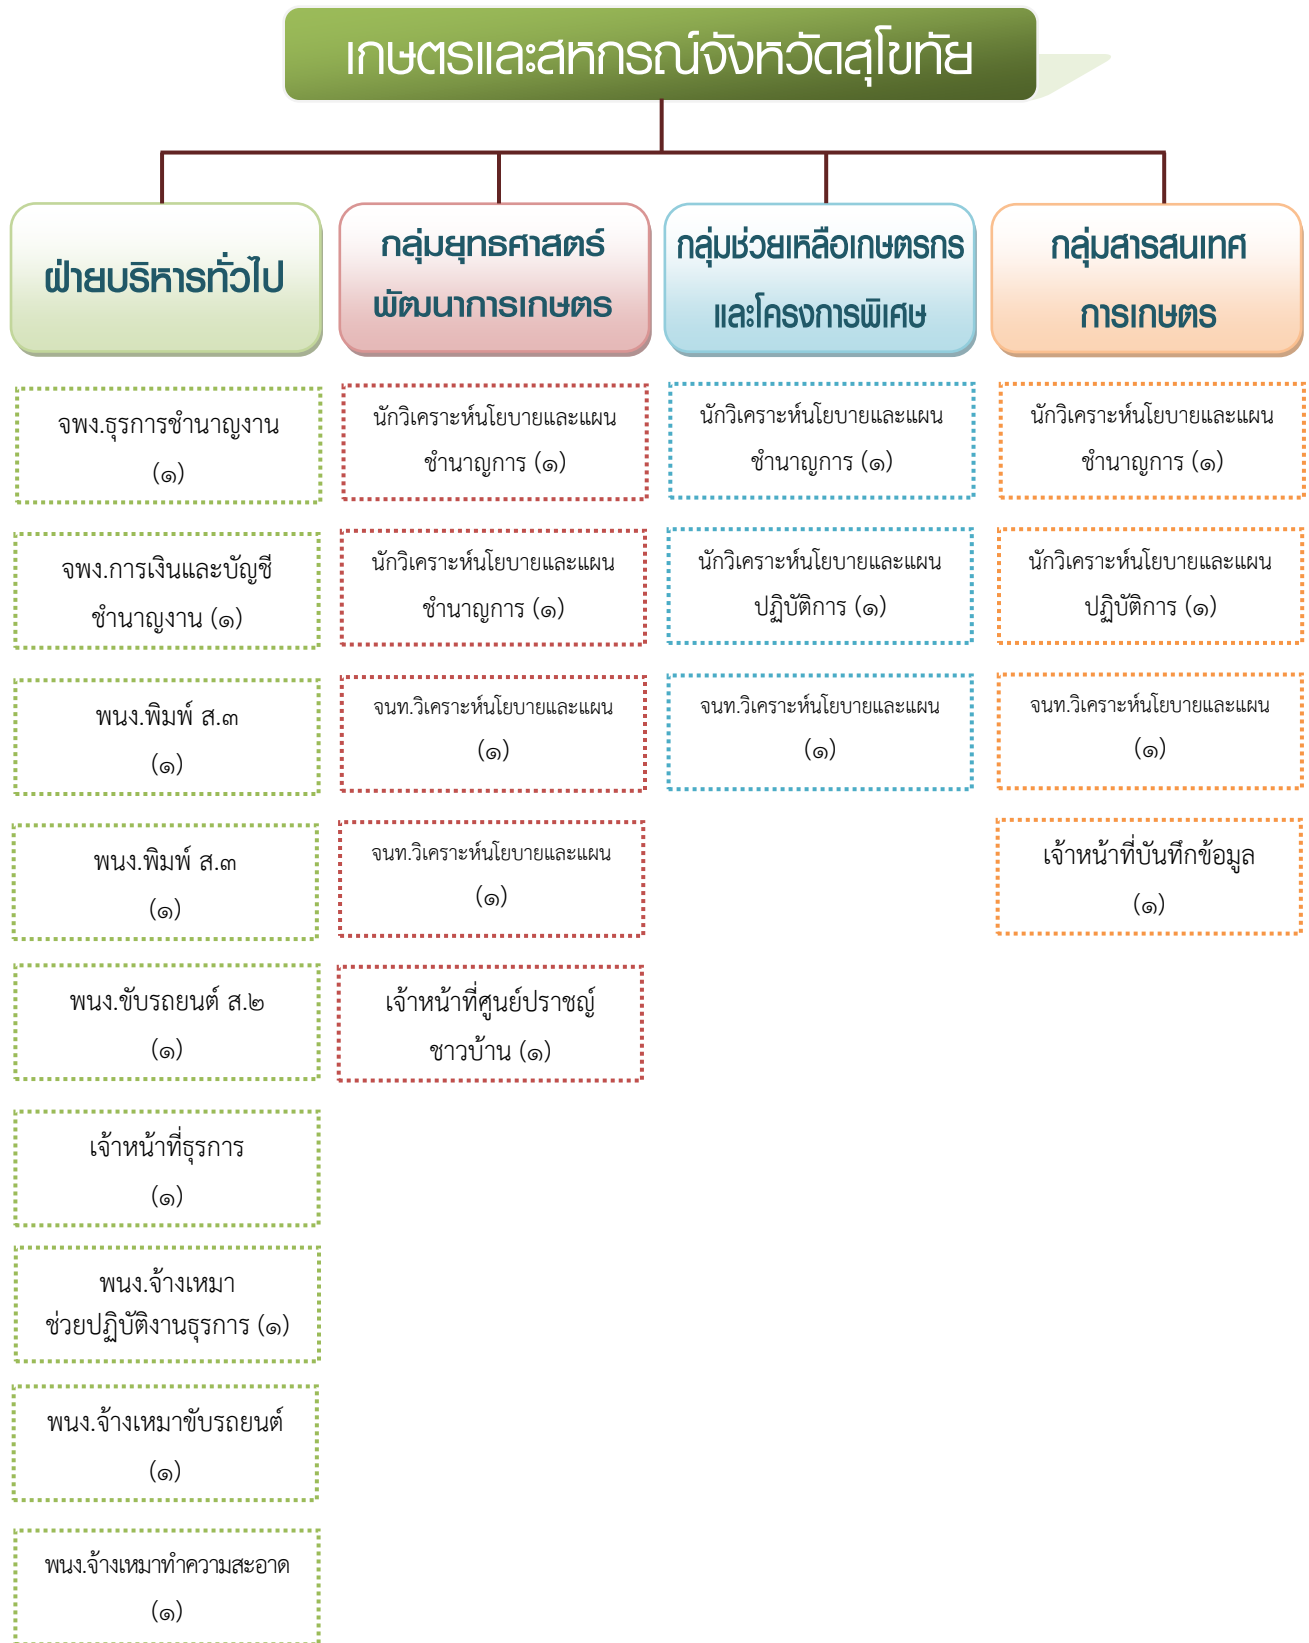 เกษตรและสหกรณ์จังหวัดสุโขทัย
ฝ่ายบริหารทั่วไป
จพง.ธุรการชำนาญงาน
(๑)
จพง.การเงินและบัญชี
ชำนาญงาน (๑)
พนง.พิมพ์ ส.๓
(๑)
พนง.พิมพ์ ส.๓
(๑)
พนง.ขับรถยนต์ ส.๒
(๑)
เจ้าหน้าที่ธุรการ
(๑)
พนง.จ้างเหมา
ช่วยปฏิบัติงานธุรการ (๑)
พนง.จ้างเหมาขับรถยนต์
(๑)
พนง.จ้างเหมาทำความสะอาด
(๑)
กลุ่มยุทธศาสตร์
พัฒนาการเกษตร
นักวิเคราะห์นโยบายและแผน
ชำนาญการ (๑)
นักวิเคราะห์นโยบายและแผน
ชำนาญการ (๑)
จนท.วิเคราะห์นโยบายและแผน
(๑)
จนท.วิเคราะห์นโยบายและแผน
(๑)
เจ้าหน้าที่ศูนย์ปราชญ์
ชาวบ้าน (๑)
กลุ่มช่วยเหลือเกษตรกร
และโครงการพิเศษ
นักวิเคราะห์นโยบายและแผน
ชำนาญการ (๑)
นักวิเคราะห์นโยบายและแผน
ปฏิบัติการ (๑)
จนท.วิเคราะห์นโยบายและแผน
(๑)
กลุ่มสารสนเทศ
การเกษตร
นักวิเคราะห์นโยบายและแผน
ชำนาญการ (๑)
นักวิเคราะห์นโยบายและแผน
ปฏิบัติการ (๑)
จนท.วิเคราะห์นโยบายและแผน
(๑)
เจ้าหน้าที่บันทึกข้อมูล
(๑)